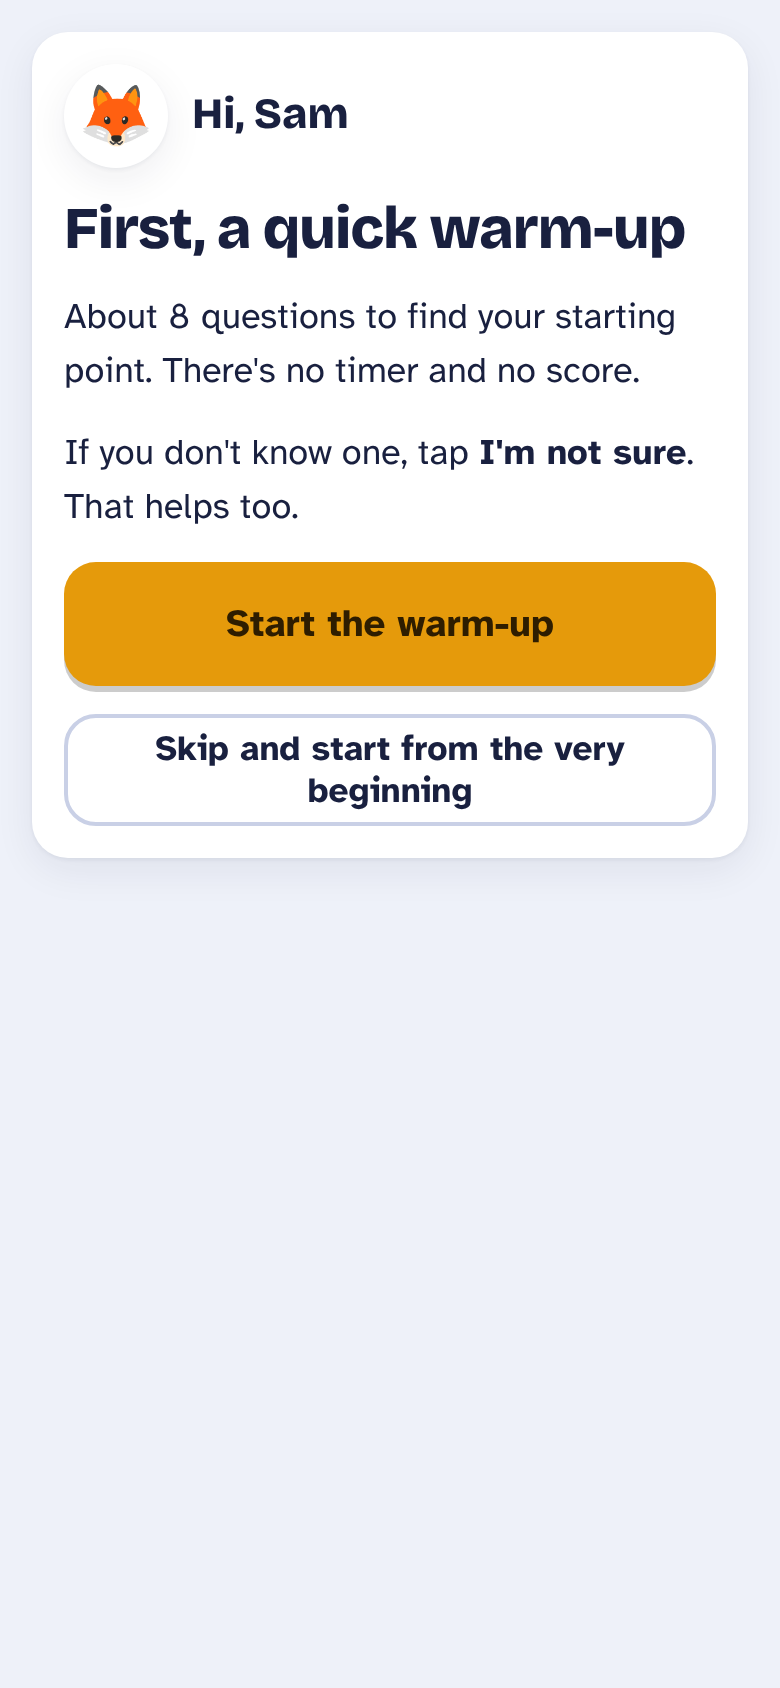 Hi, Sam
First, a quick warm-up
About 8 questions to find your starting
point. There's no timer and no score.
If you don't know one, tap I'm not sure.
That helps too.
Start the warm-up
Skip and start from the very
beginning